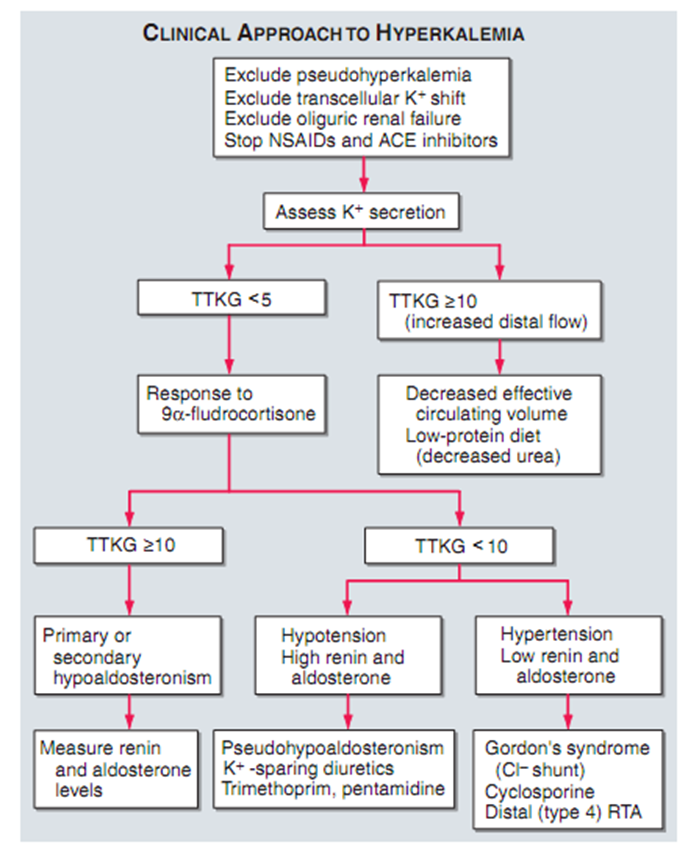 CLINICAL APPROACH TO HYPERKALEMIA
Exclude pseudohyperkalemia
Exclude transcellular K+ shift
Exclude oliguric renal failure
Stop NSAIDs and ACE inhibitors
Assess K+ secretion
TTKG <5
TTKG ≥10
(increased distal flow)
Response to
9α-fludrocortisone
Decreased effective
circulating volume
Low-protein diet
(decreased urea)
TTKG ≥10
TTKG <10
Primary or
secondary
hypoaldosteronism
Hypotension
High renin and
aldosterone
Hypertension
Low renin and
aldosterone
Measure renin
and aldosterone
levels
Pseudohypoaldosteronism
K+ -sparing diuretics
Trimethoprim, pentamidine
Gordon's syndrome
(Cl– shunt)
Cyclosporine
Distal (type 4) RTA